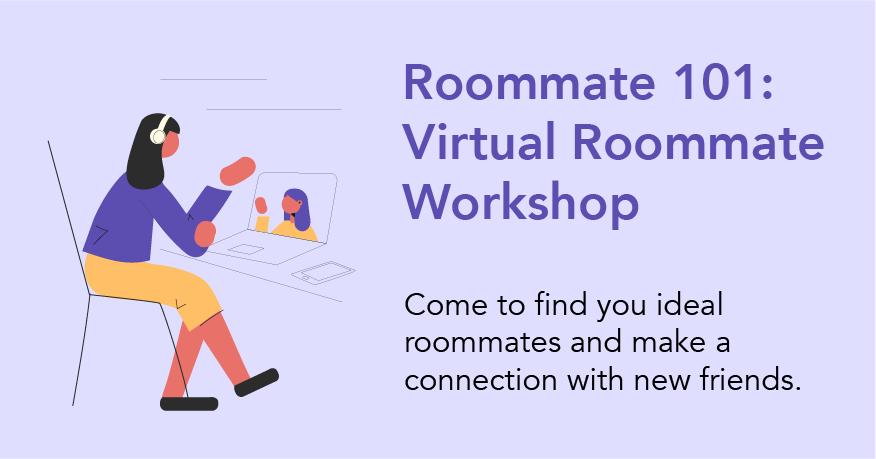 Roommate 101:
Virtual Roommate
Workshop
Come to find you ideal
roommates and make a
connection with new friends.